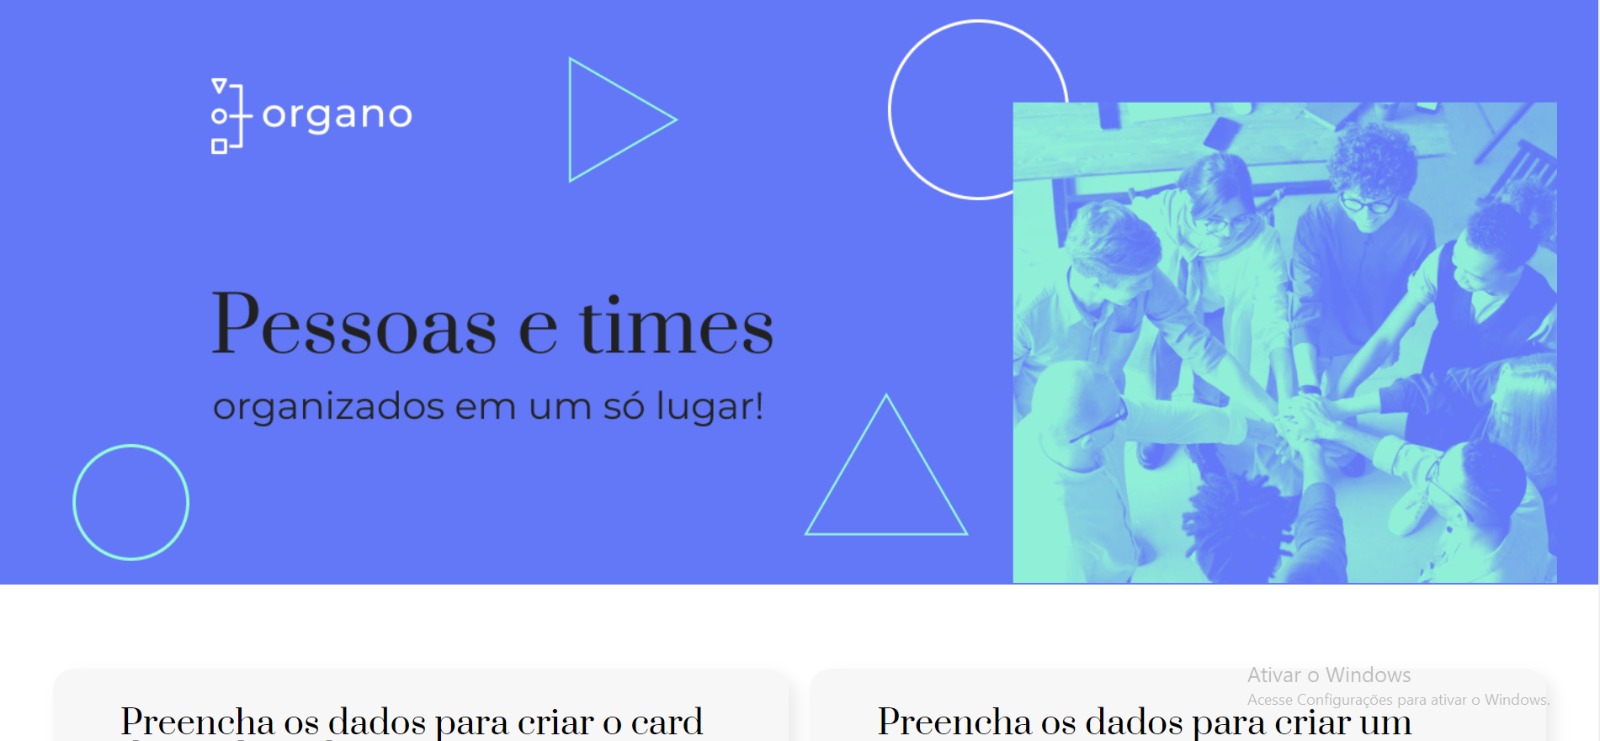 organo
Pessoas e times
organizados em um só lugar!
Ativar o Windows
Acesse Configurações para ativar o Windows.
Preencha os dados para criar o card
Preencha os dados para criar um